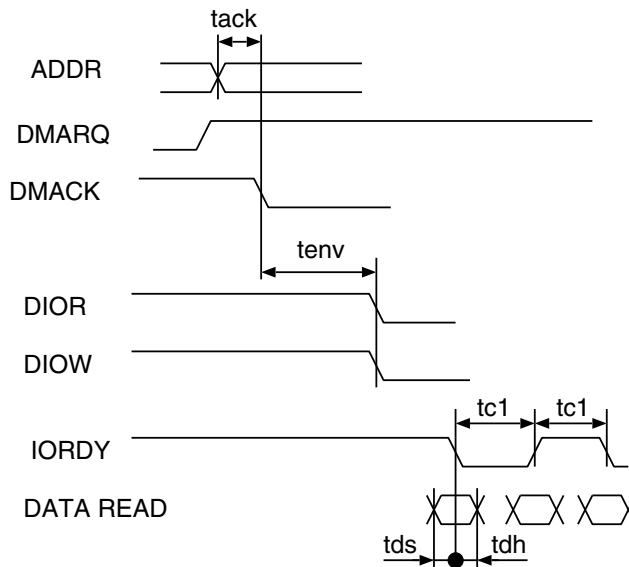 tack
ADDR
DMARQ
DMACK
tenv
DIOR
DIOW
tc1 tc1
IORDY
DATA READ
tds tdh